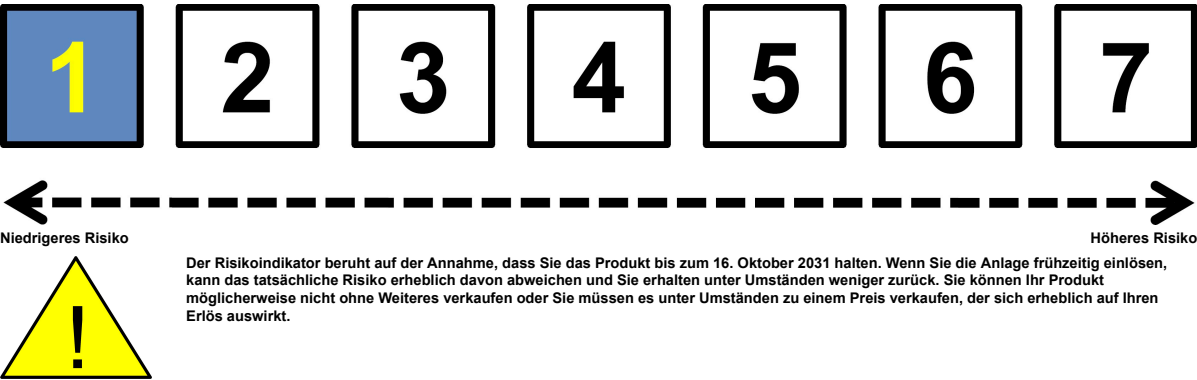 1 2 3 4 5 6 7
Niedrigeres Risiko Höheres Risiko
Der Risikoindikator beruht auf der Annahme, dass Sie das Produkt bis zum 16. Oktober 2031 halten. Wenn Sie die Anlage frühzeitig einlösen,
kann das tatsächliche Risiko erheblich davon abweichen und Sie erhalten unter Umständen weniger zurück. Sie können Ihr Produkt
möglicherweise nicht ohne Weiteres verkaufen oder Sie müssen es unter Umständen zu einem Preis verkaufen, der sich erheblich auf Ihren
Erlös auswirkt.
!